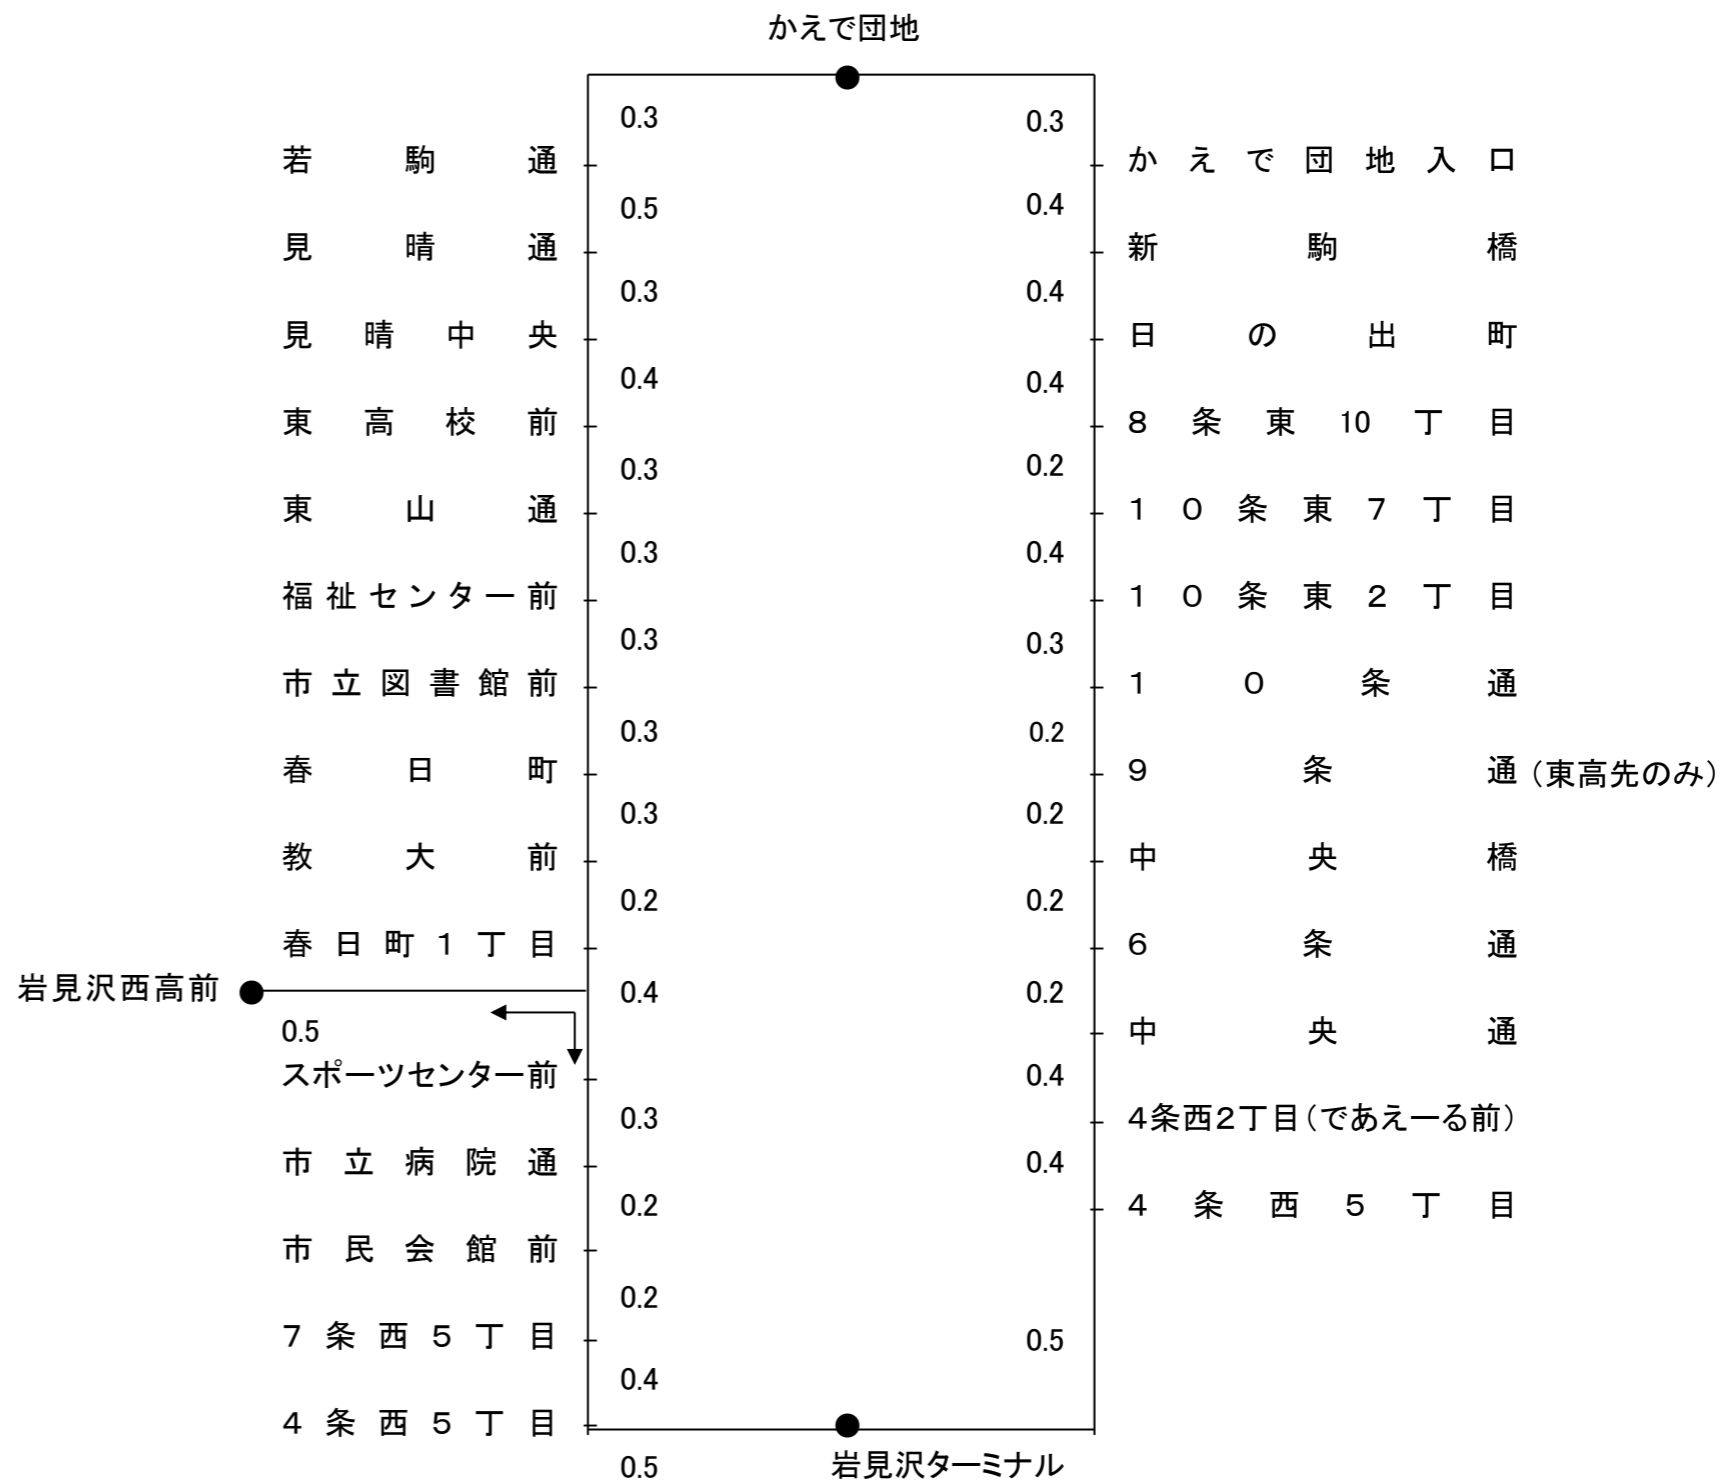 かえで団地
0.3 0.3
若駒通 かえで団地入口
0.5 0.4
見晴通 新駒橋
0.3 0.4
見晴中央 日の出町
0.4 0.4
東高校前 8条東10丁目
0.3 0.2
東山通 10条東7丁目
0.3 0.4
福祉センター前 10条東2丁目
0.3 0.3
市立図書館前 10条通
0.3 0.2
春日町 9条通(東高先のみ)
0.3 0.2
教大前 中央橋
0.2 0.2
春日町1丁目 6条通
岩見沢西高前 0.4 0.2
0.5 中央通
スポーツセンター前 0.4
0.3 4条西2丁目(であえーる前)
市立病院通 0.4
0.2 4条西5丁目
市民会館前
0.2
7条西5丁目 0.5
0.4
4条西5丁目
0.5 岩見沢ターミナル